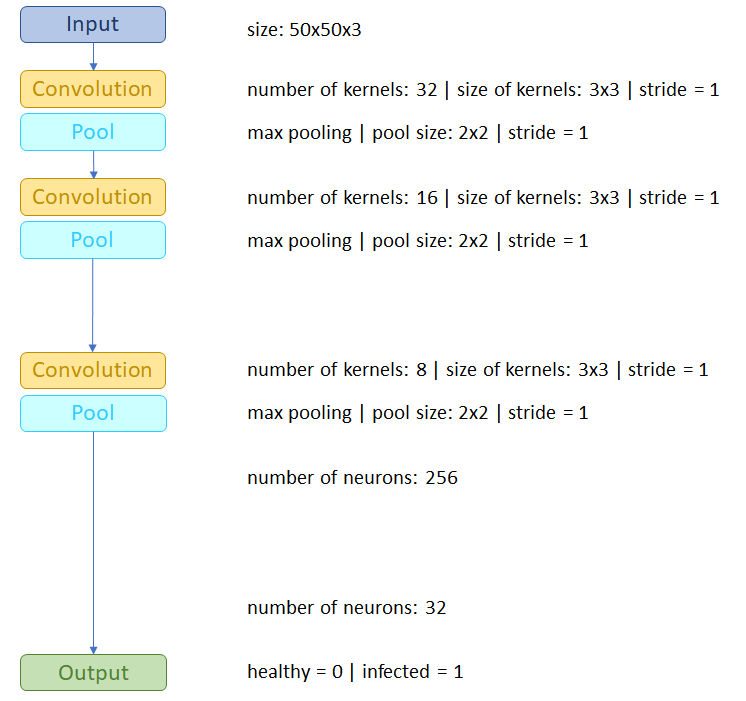 Input
size: 50x50x3
Convolution
number of kernels: 32 | size of kernels: 3x3 | stride = 1
Pool
max pooling | pool size: 2x2 | stride = 1
Convolution
number of kernels: 16 | size of kernels: 3x3 | stride = 1
Pool
max pooling | pool size: 2x2 | stride = 1
Convolution
number of kernels: 8 | size of kernels: 3x3 | stride = 1
Pool
max pooling | pool size: 2x2 | stride = 1
number of neurons: 256
number of neurons: 32
Output
healthy = 0 | infected = 1